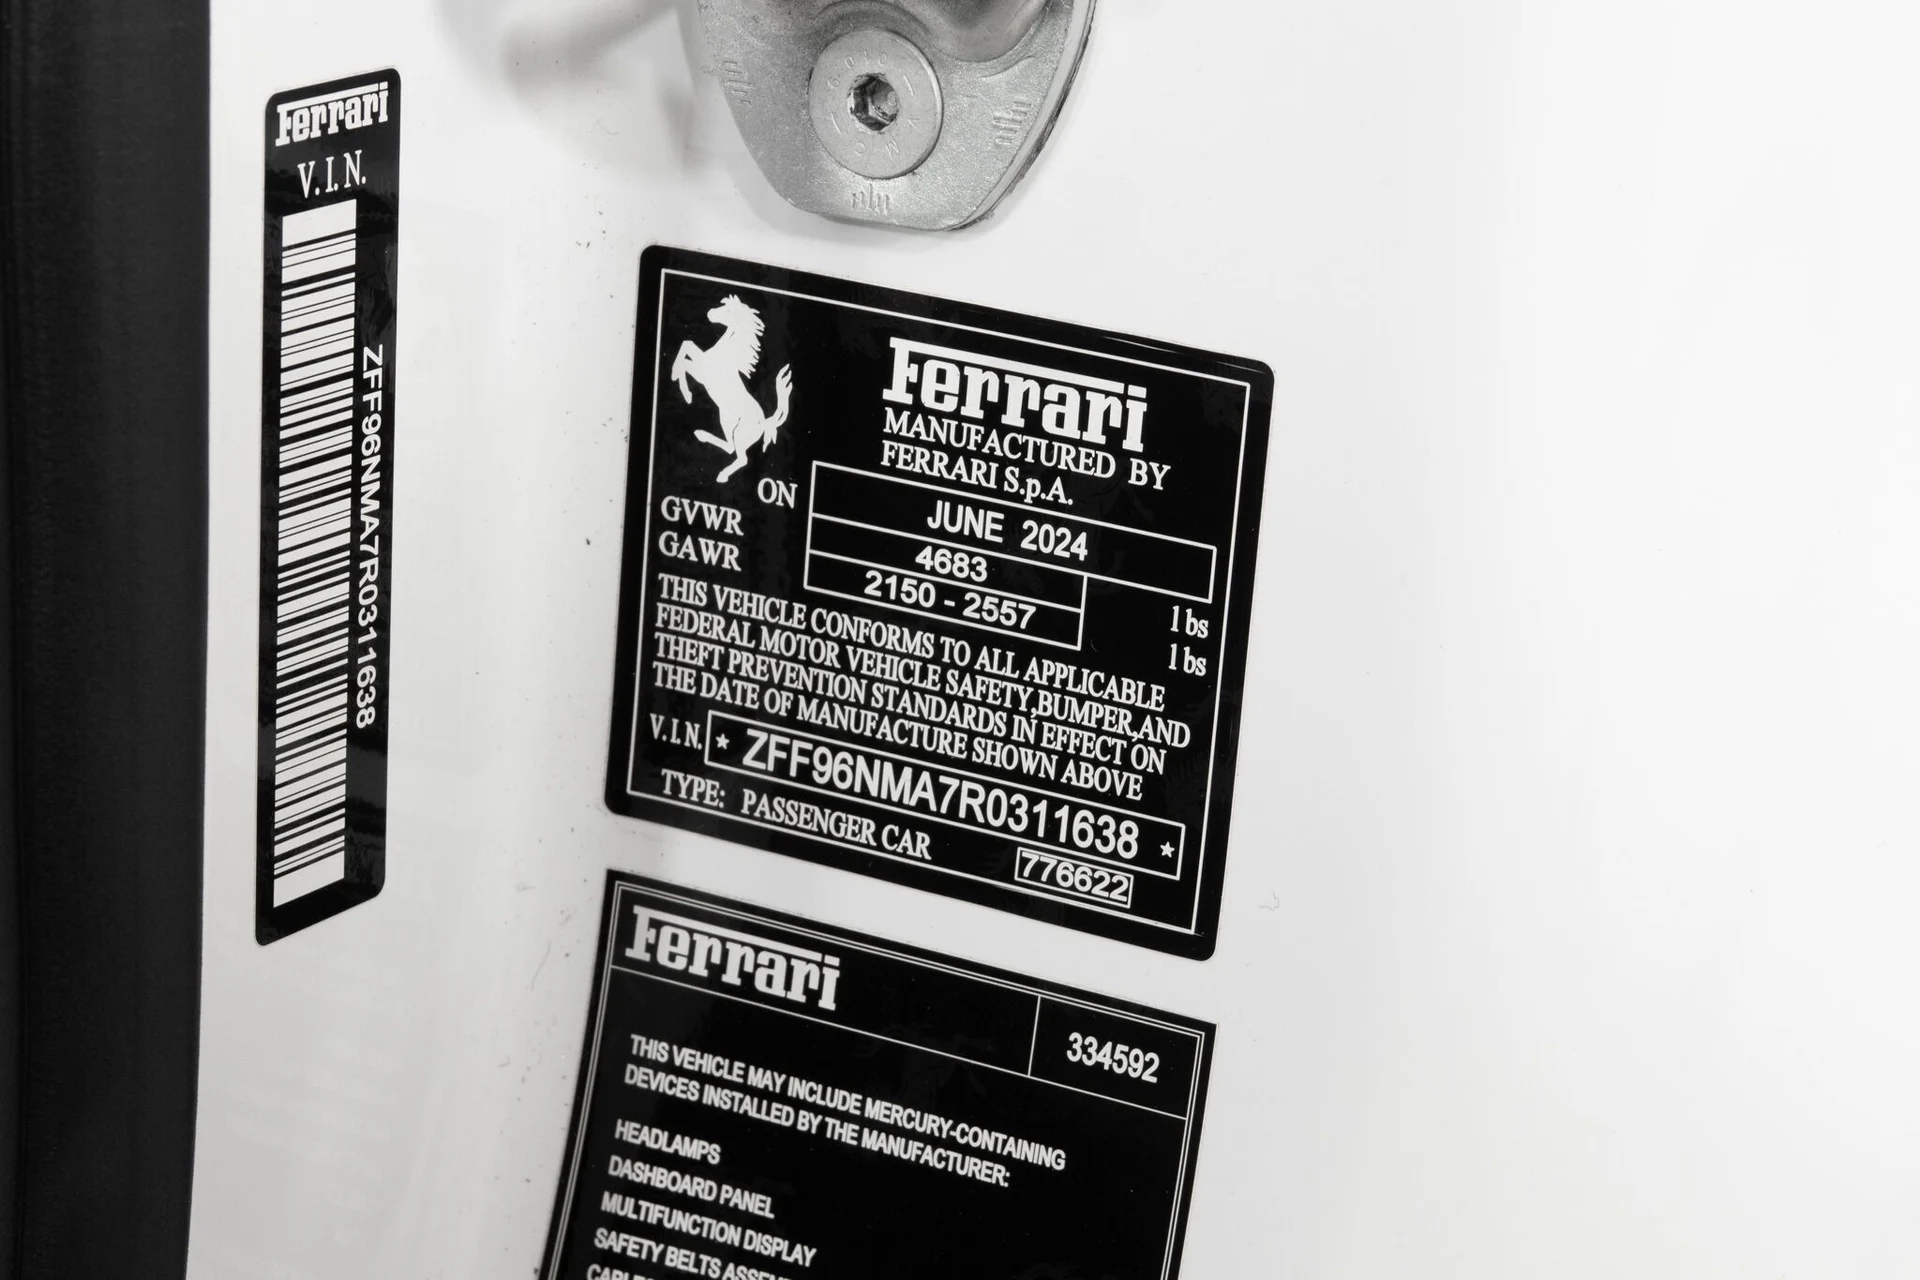 Ferrari
V.I.N.
ZFF96NMA7R0311638
Ferrari
MANUFACTURED BY
FERRARI S.p.A.
ON JUNE 2024
GVWR 4683 lbs
GAWR 2150 - 2557 lbs
THIS VEHICLE CONFORMS TO ALL APPLICABLE
FEDERAL MOTOR VEHICLE SAFETY,BUMPER,AND
THEFT PREVENTION STANDARDS IN EFFECT ON
THE DATE OF MANUFACTURE SHOWN ABOVE
V.I.N. ★ ZFF96NMA7R0311638 ★
TYPE: PASSENGER CAR 776622
Ferrari 334592
THIS VEHICLE MAY INCLUDE MERCURY-CONTAINING
DEVICES INSTALLED BY THE MANUFACTURER:
HEADLAMPS
DASHBOARD PANEL
MULTIFUNCTION DISPLAY
SAFETY BELTS